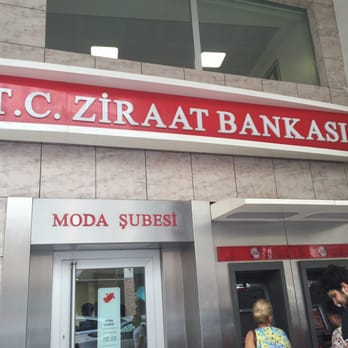 T.C. ZİRAAT BANKASI
MODA ŞUBESİ